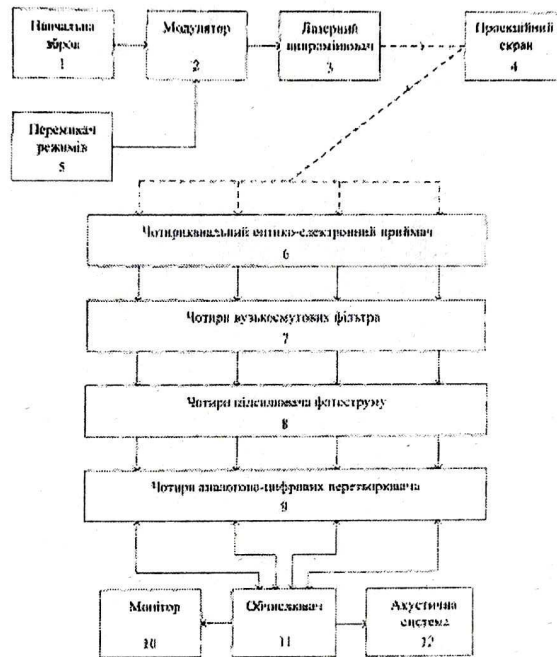 Навчальна
зброя
1
Модулятор
2
Лазерний
випромінювач
3
Проекційний
екран
4
Перемикач
режимів
5
Чотириканальний оптико-електронний приймач
6
Чотири вузькосмугових фільтра
7
Чотири підсилювача фотоструму
8
Чотири аналогово-цифрових перетворювача
9
Монітор
10
Обчислювач
11
Акустична
система
12